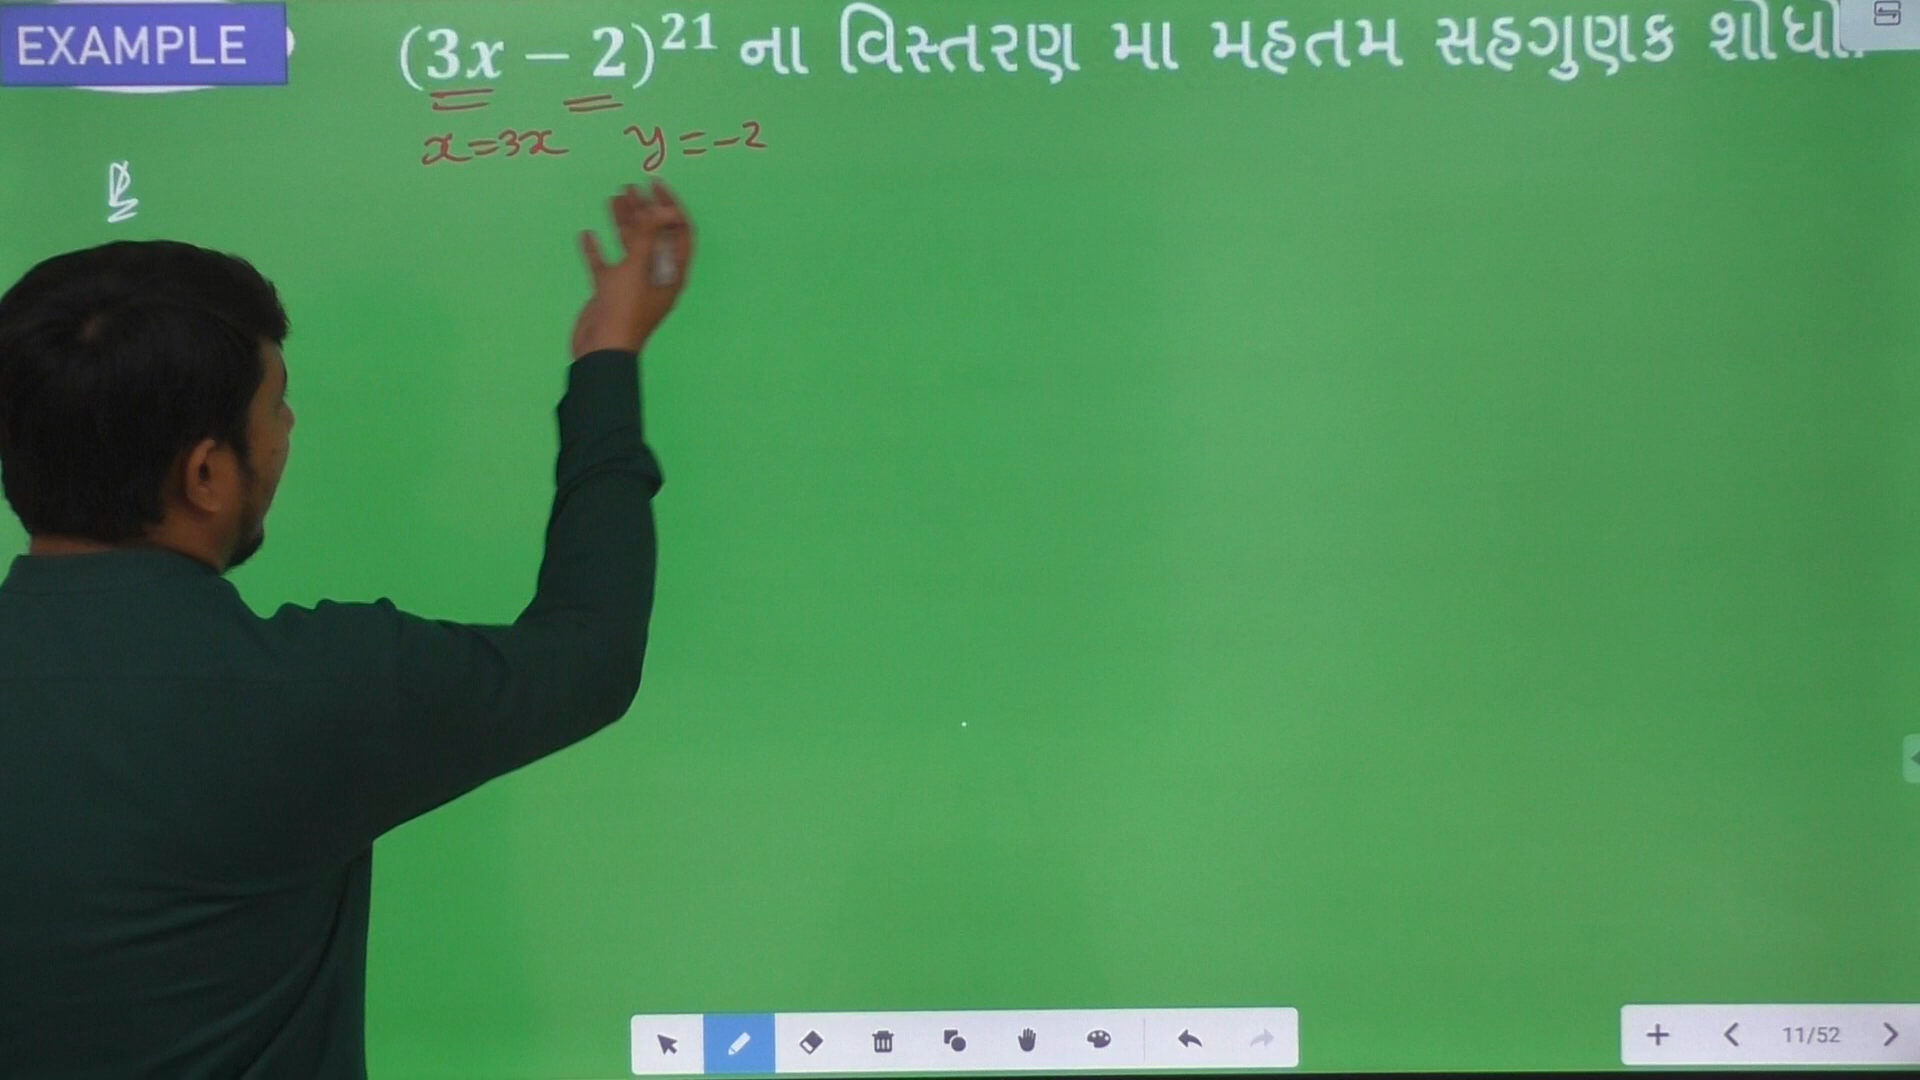 EXAMPLE
(3x − 2)²¹ ના વિસ્તરણ મા મહતમ સહગુણક શોધો.
x=3x y=-2
11/52